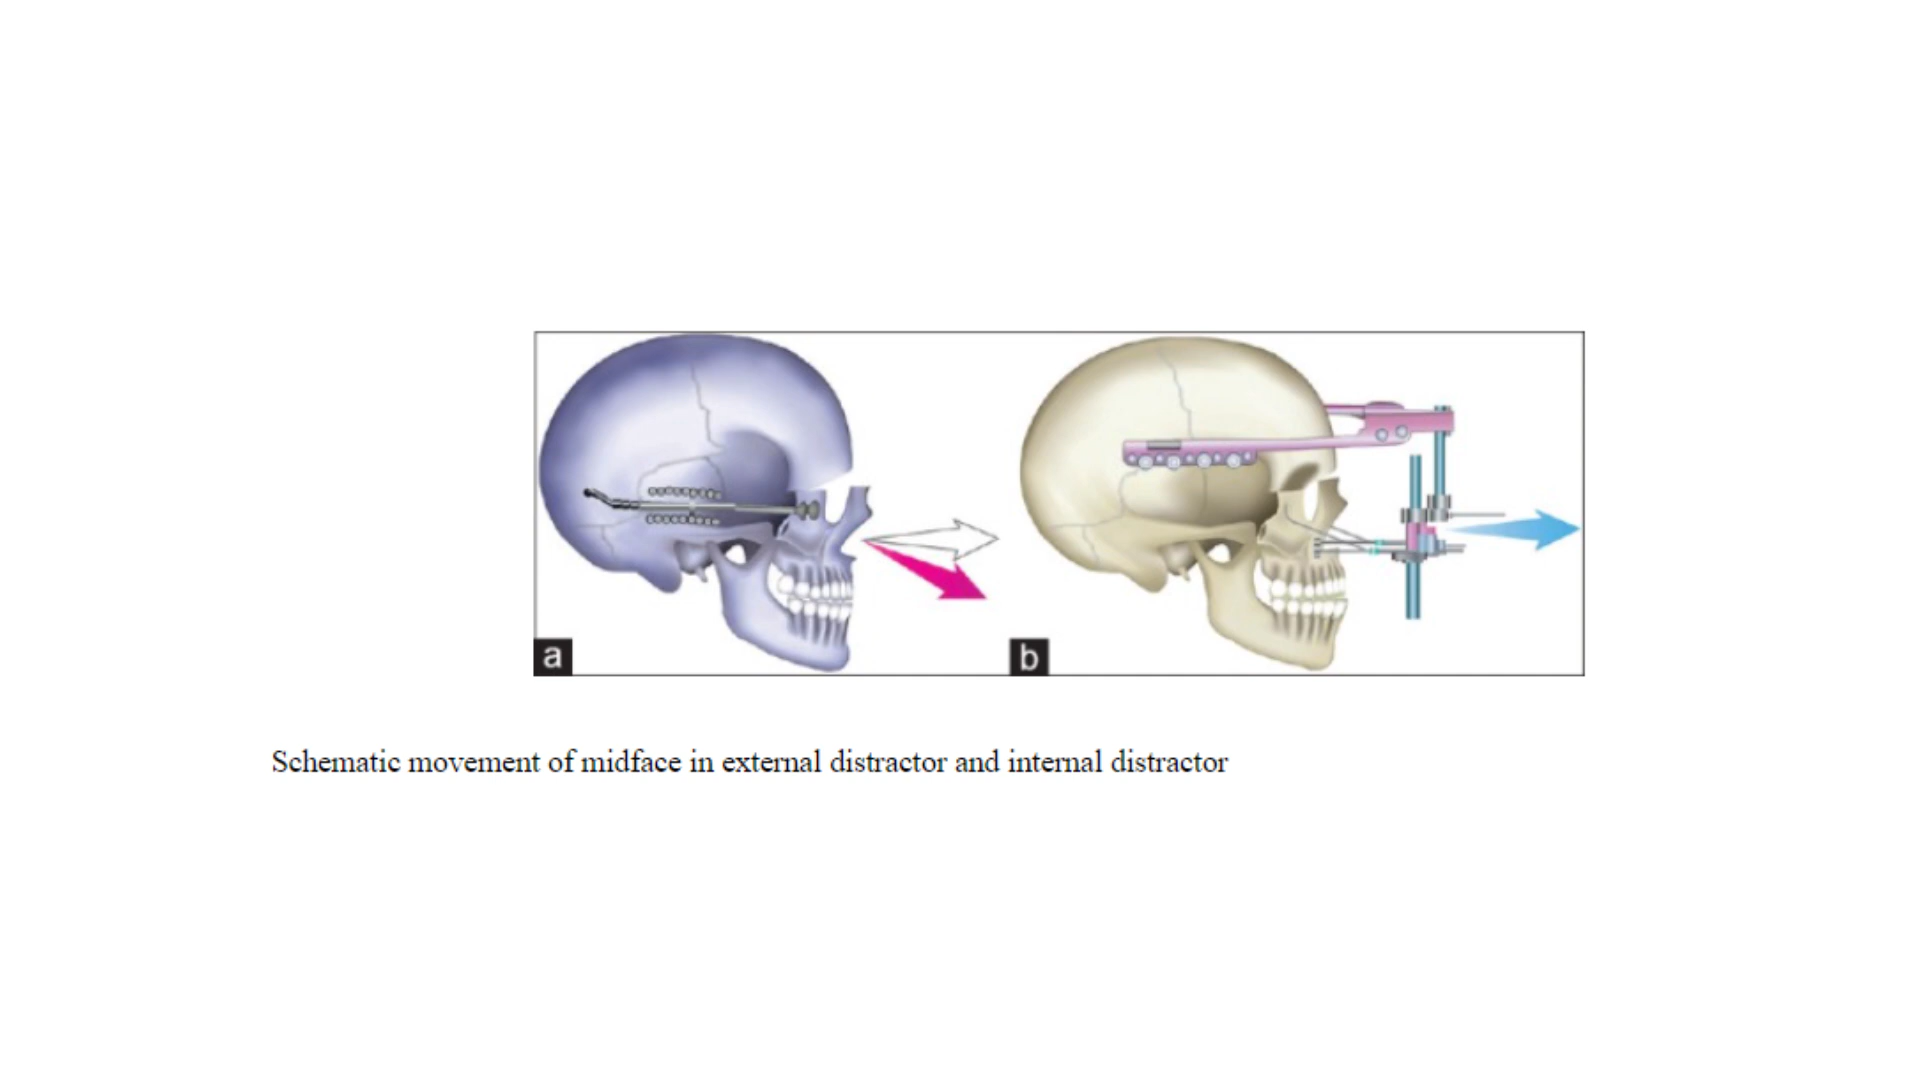 a
b
Schematic movement of midface in external distractor and internal distractor